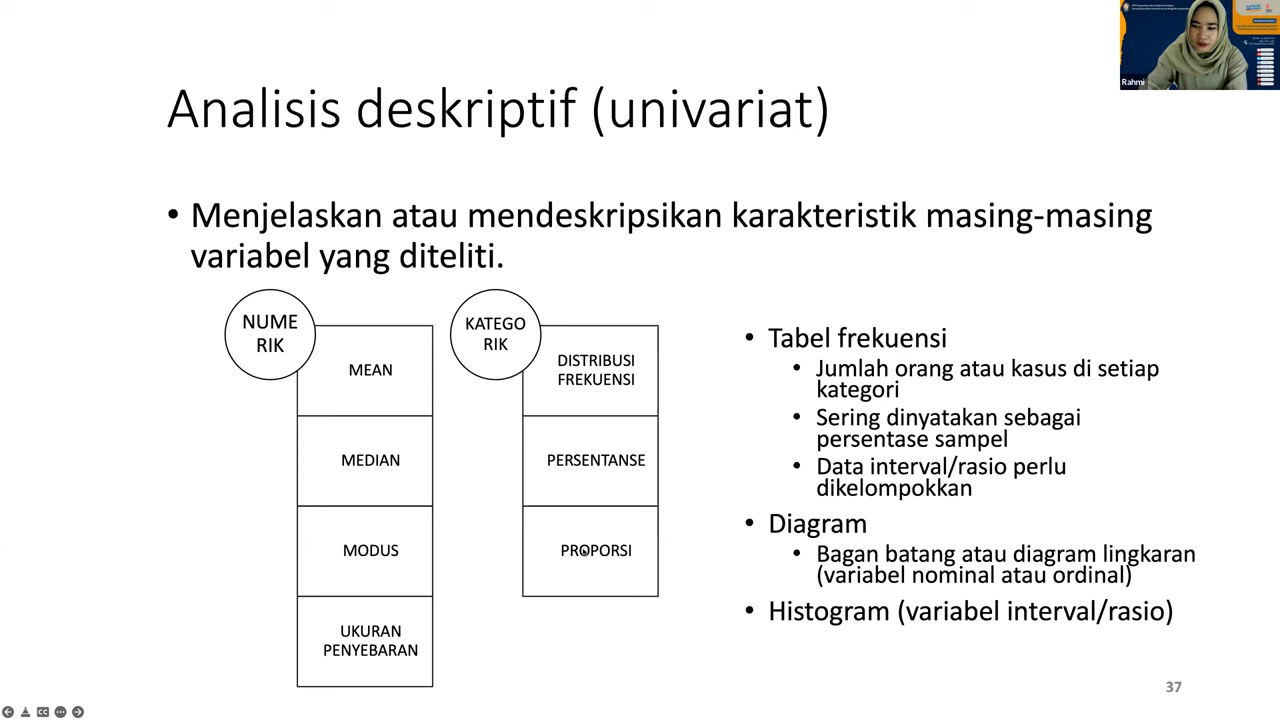 Rahmi
Analisis deskriptif (univariat)
• Menjelaskan atau mendeskripsikan karakteristik masing-masing
variabel yang diteliti.
NUME
RIK
MEAN
MEDIAN
MODUS
UKURAN
PENYEBARAN
KATEGO
RIK
DISTRIBUSI
FREKUENSI
PERSENTANSE
PROPORSI
• Tabel frekuensi
• Jumlah orang atau kasus di setiap
kategori
• Sering dinyatakan sebagai
persentase sampel
• Data interval/rasio perlu
dikelompokkan
• Diagram
• Bagan batang atau diagram lingkaran
(variabel nominal atau ordinal)
• Histogram (variabel interval/rasio)
37
CC